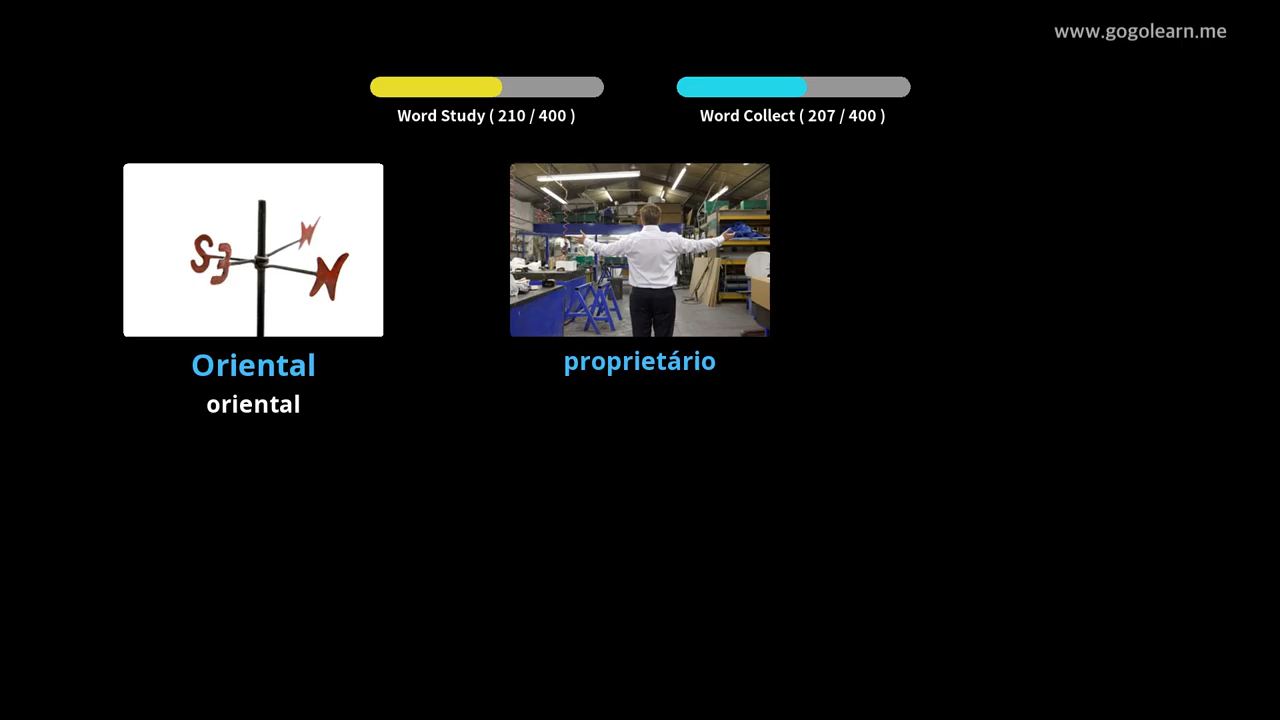 www.gogolearn.me
Word Study ( 210 / 400 )
Word Collect ( 207 / 400 )
S
E
N
Oriental
oriental
proprietário